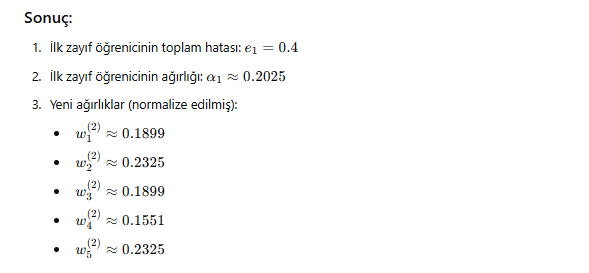 Sonuç:
1. İlk zayıf öğrenicinin toplam hatası: e₁ = 0.4
2. İlk zayıf öğrenicinin ağırlığı: α₁ ≈ 0.2025
3. Yeni ağırlıklar (normalize edilmiş):
• w₁⁽²⁾ ≈ 0.1899
• w₂⁽²⁾ ≈ 0.2325
• w₃⁽²⁾ ≈ 0.1899
• w₄⁽²⁾ ≈ 0.1551
• w₅⁽²⁾ ≈ 0.2325